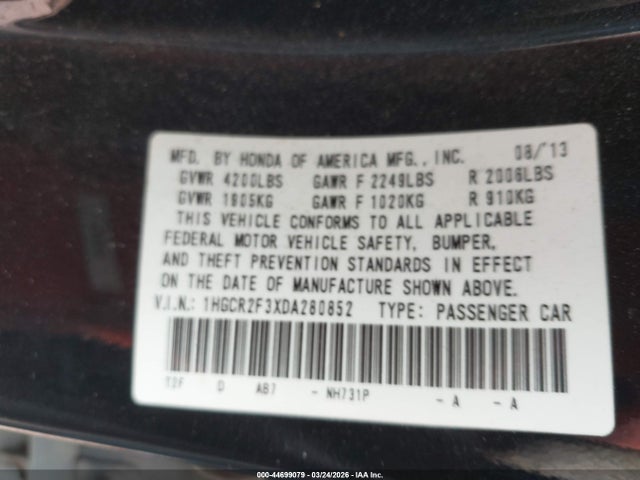 MFD. BY HONDA OF AMERICA MFG., INC. 08/13
GVWR 4200LBS GAWR F 2249LBS R 2006LBS
GVWR 1905KG GAWR F 1020KG R 910KG
THIS VEHICLE CONFORMS TO ALL APPLICABLE
FEDERAL MOTOR VEHICLE SAFETY, BUMPER,
AND THEFT PREVENTION STANDARDS IN EFFECT
ON THE DATE OF MANUFACTURE SHOWN ABOVE.
V.I.N.: 1HGCR2F3XDA280852 TYPE: PASSENGER CAR
D AB7 - NH731P - A - A
000-44699079 | 03/24/2026 | IAA Inc.